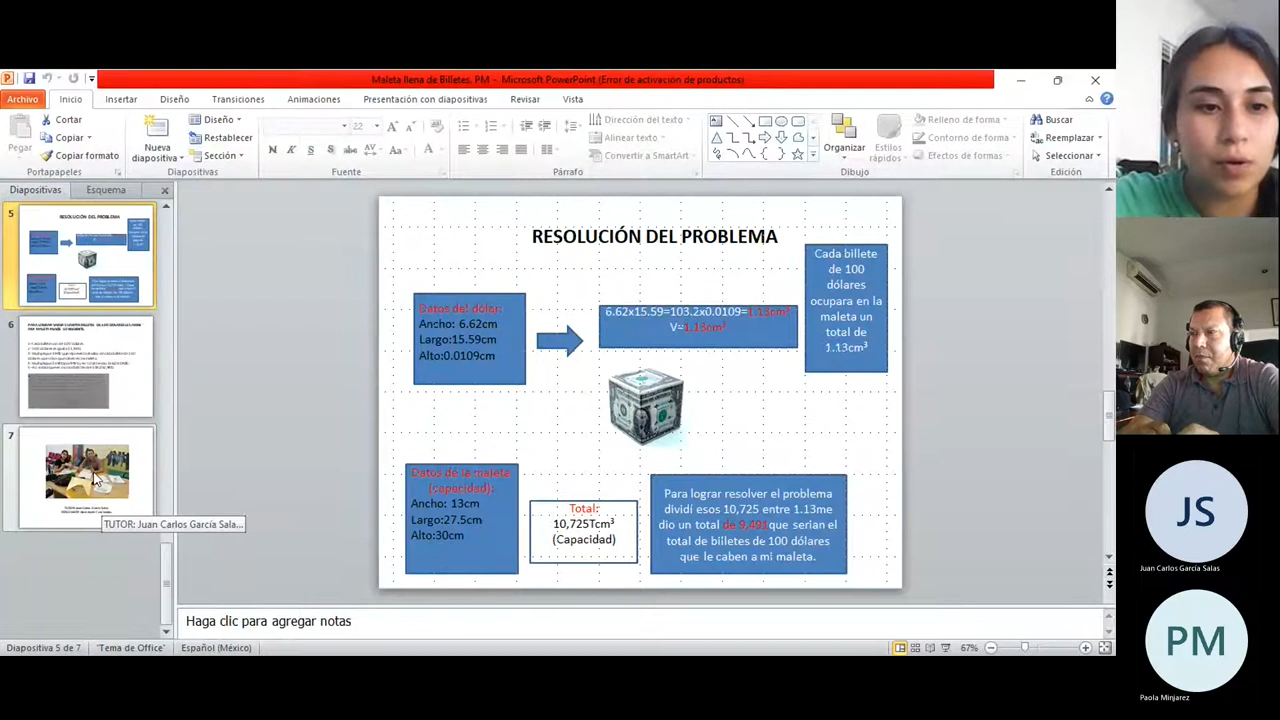 Maleta llena de Billetes. PM - Microsoft PowerPoint (Error de activación de productos)
Archivo
Inicio
Insertar
Diseño
Transiciones
Animaciones
Presentación con diapositivas
Revisar
Vista
Pegar
Cortar
Copiar
Copiar formato
Portapapeles
Nueva
diapositiva
Diseño
Restablecer
Sección
Diapositivas
22
Fuente
Párrafo
Dirección del texto
Alinear texto
Convertir a SmartArt
Organizar
Estilos
rápidos
Dibujo
Relleno de forma
Contorno de forma
Efectos de formas
Buscar
Reemplazar
Seleccionar
Edición
Diapositivas
Esquema
5
RESOLUCIÓN DEL PROBLEMA
6
7
TUTOR: Juan Carlos García Sala...
RESOLUCIÓN DEL PROBLEMA
Datos del dólar:
Ancho: 6.62cm
Largo:15.59cm
Alto:0.0109cm
6.62x15.59=103.2x0.0109=1.13cm³
V=1.13cm³
Cada billete
de 100
dólares
ocupara en la
maleta un
total de
1.13cm³
Datos de la maleta
(capacidad):
Ancho: 13cm
Largo:27.5cm
Alto:30cm
Total:
10,725Tcm³
(Capacidad)
Para lograr resolver el problema
dividí esos 10,725 entre 1.13me
dio un total de 9,491que serian el
total de billetes de 100 dólares
que le caben a mi maleta.
Haga clic para agregar notas
Diapositiva 5 de 7
"Tema de Office"
Español (México)
67%
JS
Juan Carlos García Salas
PM
Paola Minjarez